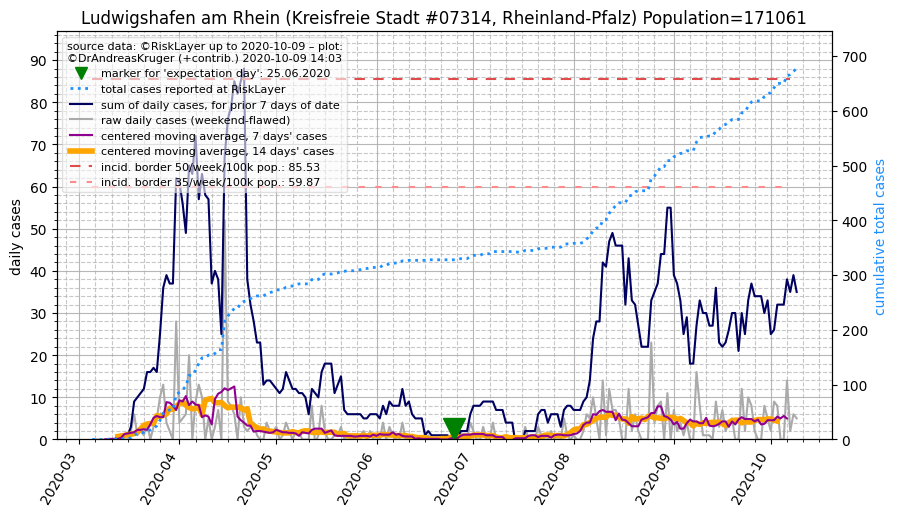 Ludwigshafen am Rhein (Kreisfreie Stadt #07314, Rheinland-Pfalz) Population=171061
source data: ©RiskLayer up to 2020-10-09 – plot:
©DrAndreasKruger (+contrib.) 2020-10-09 14:03
marker for 'expectation day': 25.06.2020
total cases reported at RiskLayer
sum of daily cases, for prior 7 days of date
raw daily cases (weekend-flawed)
centered moving average, 7 days' cases
centered moving average, 14 days' cases
incid. border 50/week/100k pop.: 85.53
incid. border 35/week/100k pop.: 59.87
daily cases
90
80
70
60
50
40
30
20
10
0
cumulative total cases
700
600
500
400
300
200
100
0
2020-03
2020-04
2020-05
2020-06
2020-07
2020-08
2020-09
2020-10